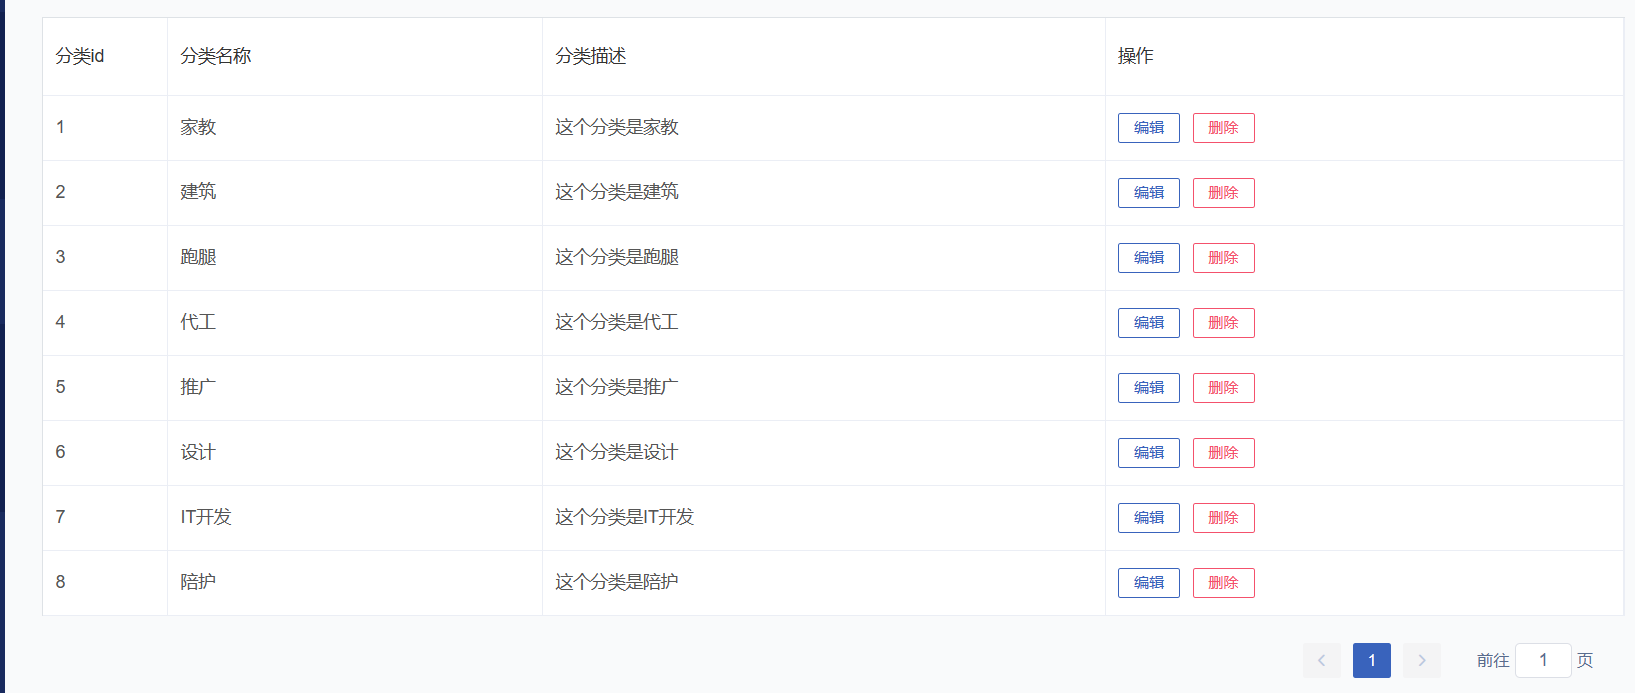 分类id 分类名称 分类描述 操作
1 家教 这个分类是家教 编辑 删除
2 建筑 这个分类是建筑 编辑 删除
3 跑腿 这个分类是跑腿 编辑 删除
4 代工 这个分类是代工 编辑 删除
5 推广 这个分类是推广 编辑 删除
6 设计 这个分类是设计 编辑 删除
7 IT开发 这个分类是IT开发 编辑 删除
8 陪护 这个分类是陪护 编辑 删除
1 前往 1 页